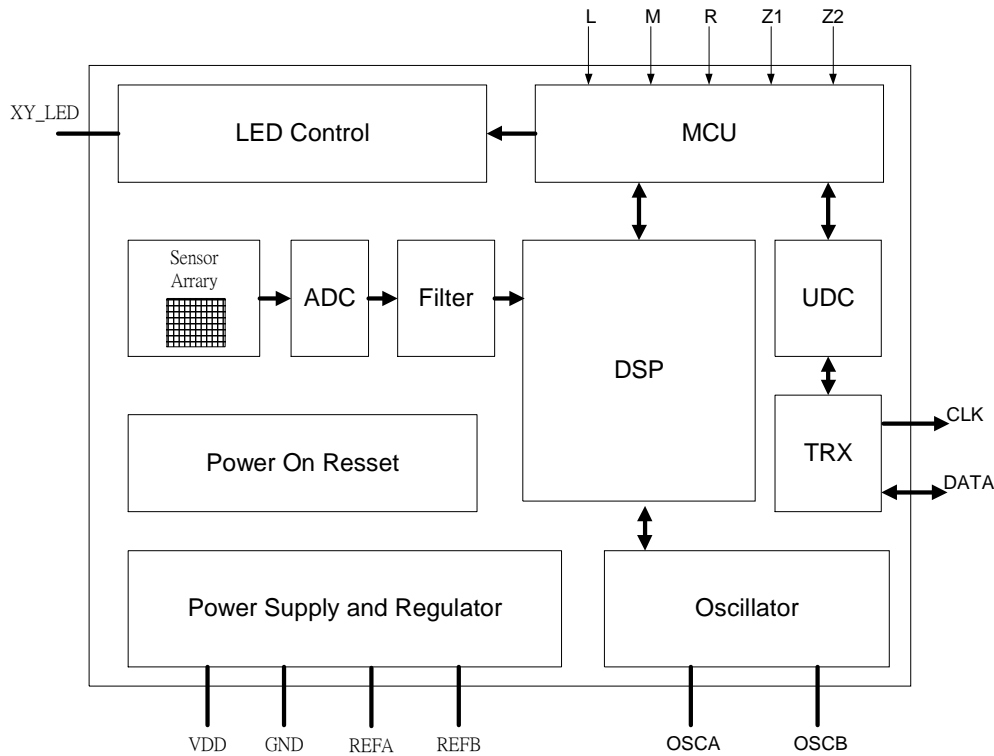 L M R Z1 Z2
XY_LED
LED Control
MCU
Sensor
Arrary
ADC
Filter
DSP
UDC
TRX
CLK
DATA
Power On Resset
Power Supply and Regulator
Oscillator
VDD GND REFA REFB OSCA OSCB